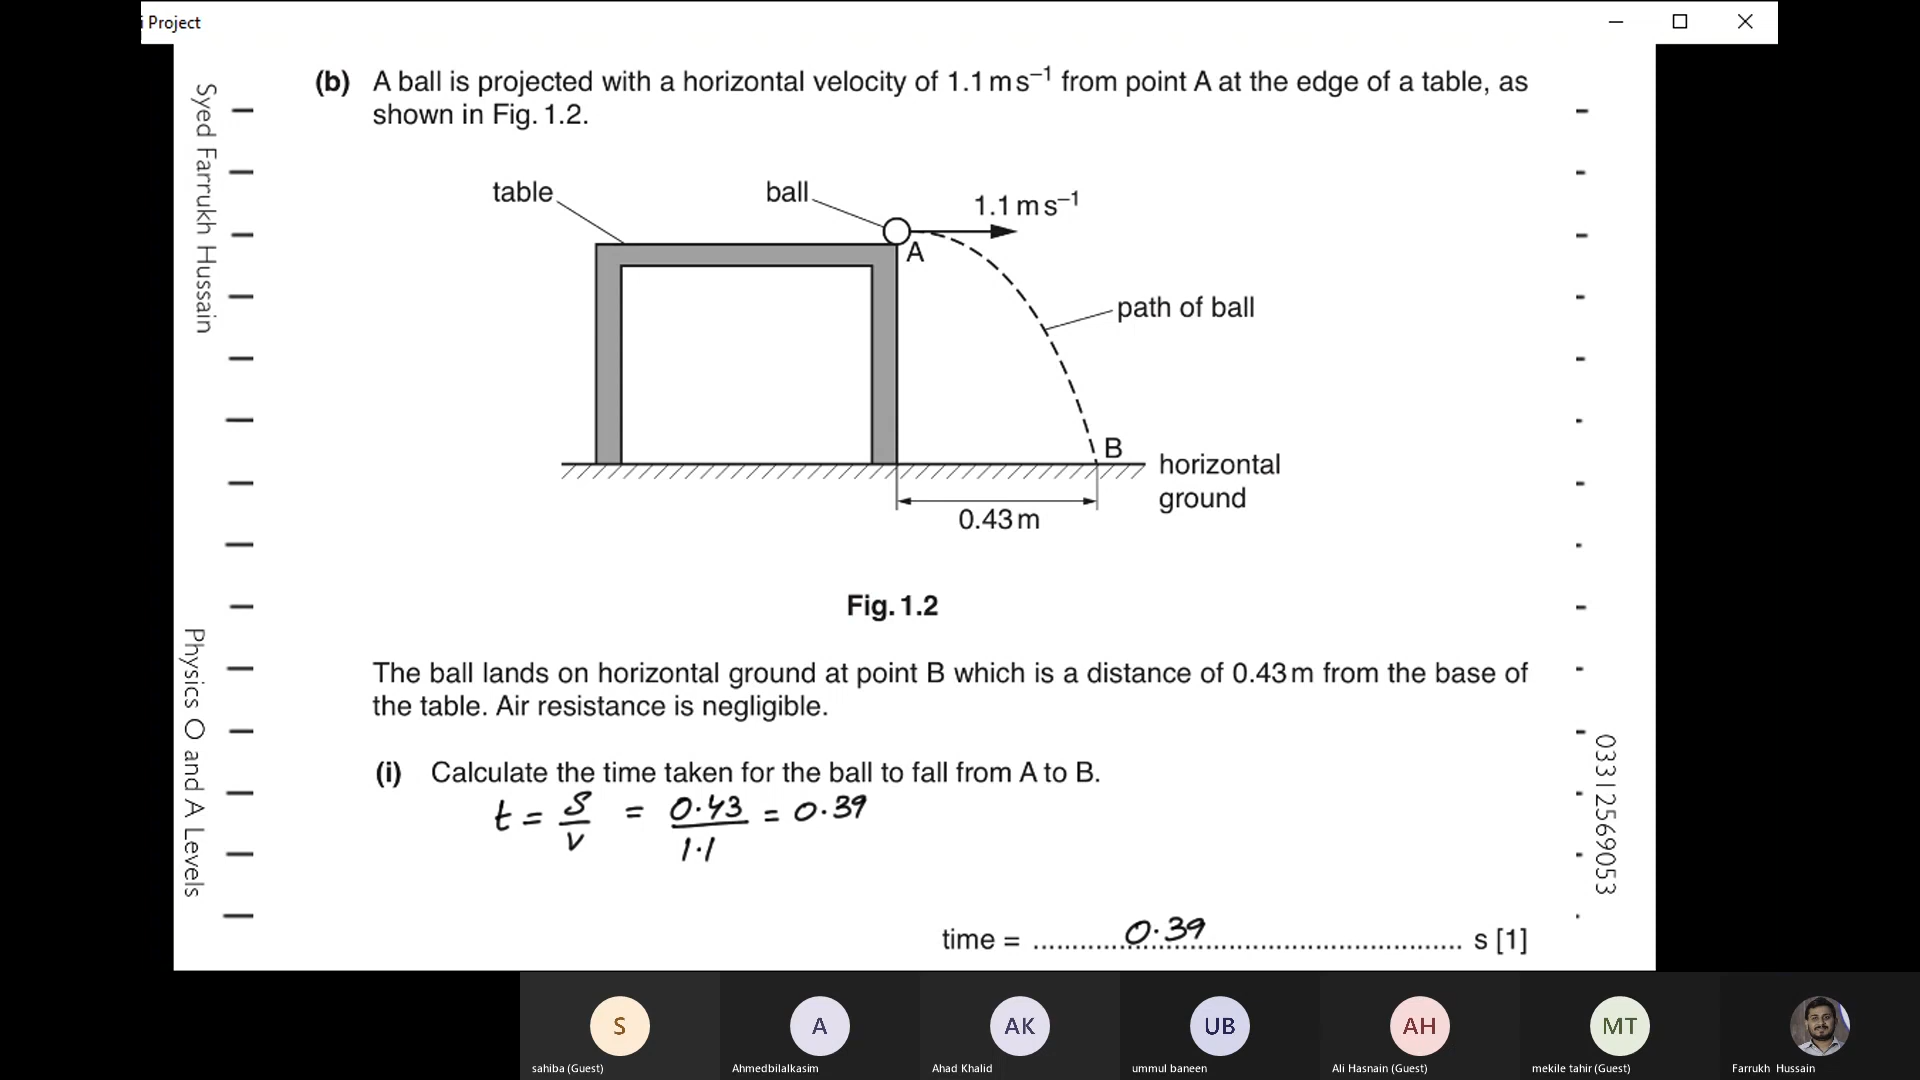 i Project
(b) A ball is projected with a horizontal velocity of 1.1 m s⁻¹ from point A at the edge of a table, as
shown in Fig. 1.2.
table
ball
1.1 m s⁻¹
A
path of ball
B
horizontal
ground
0.43 m
Fig. 1.2
The ball lands on horizontal ground at point B which is a distance of 0.43 m from the base of
the table. Air resistance is negligible.
(i) Calculate the time taken for the ball to fall from A to B.
t = s/v = 0.43/1.1 = 0.39
time = ........0.39........ s [1]
Syed Farrukh Hussain
Physics O and A Levels
03312569053
S
A
AK
UB
AH
MT
sahiba (Guest)
Ahmedbilalkasim
Ahad Khalid
ummul baneen
Ali Hasnain (Guest)
mekile tahir (Guest)
Farrukh Hussain